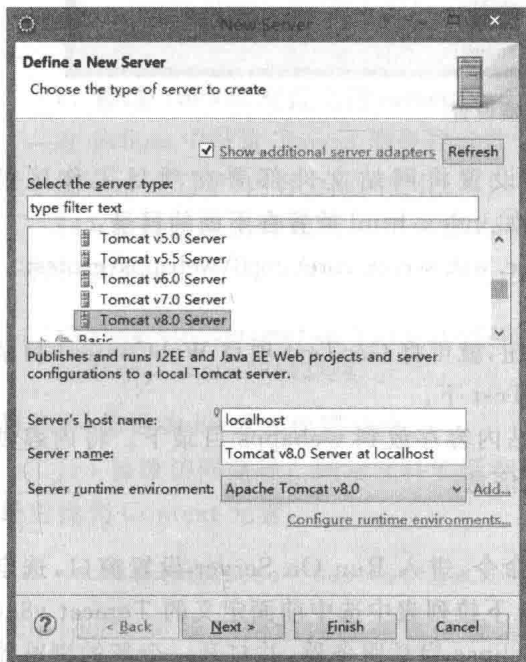 New Server
Define a New Server
Choose the type of server to create
Show additional server adapters Refresh
Select the server type:
type filter text
Tomcat v5.0 Server
Tomcat v5.5 Server
Tomcat v6.0 Server
Tomcat v7.0 Server
Tomcat v8.0 Server
Basic
Publishes and runs J2EE and Java EE Web projects and server
configurations to a local Tomcat server.
Server's host name: localhost
Server name: Tomcat v8.0 Server at localhost
Server runtime environment: Apache Tomcat v8.0 Add...
Configure runtime environments...
< Back Next > Finish Cancel